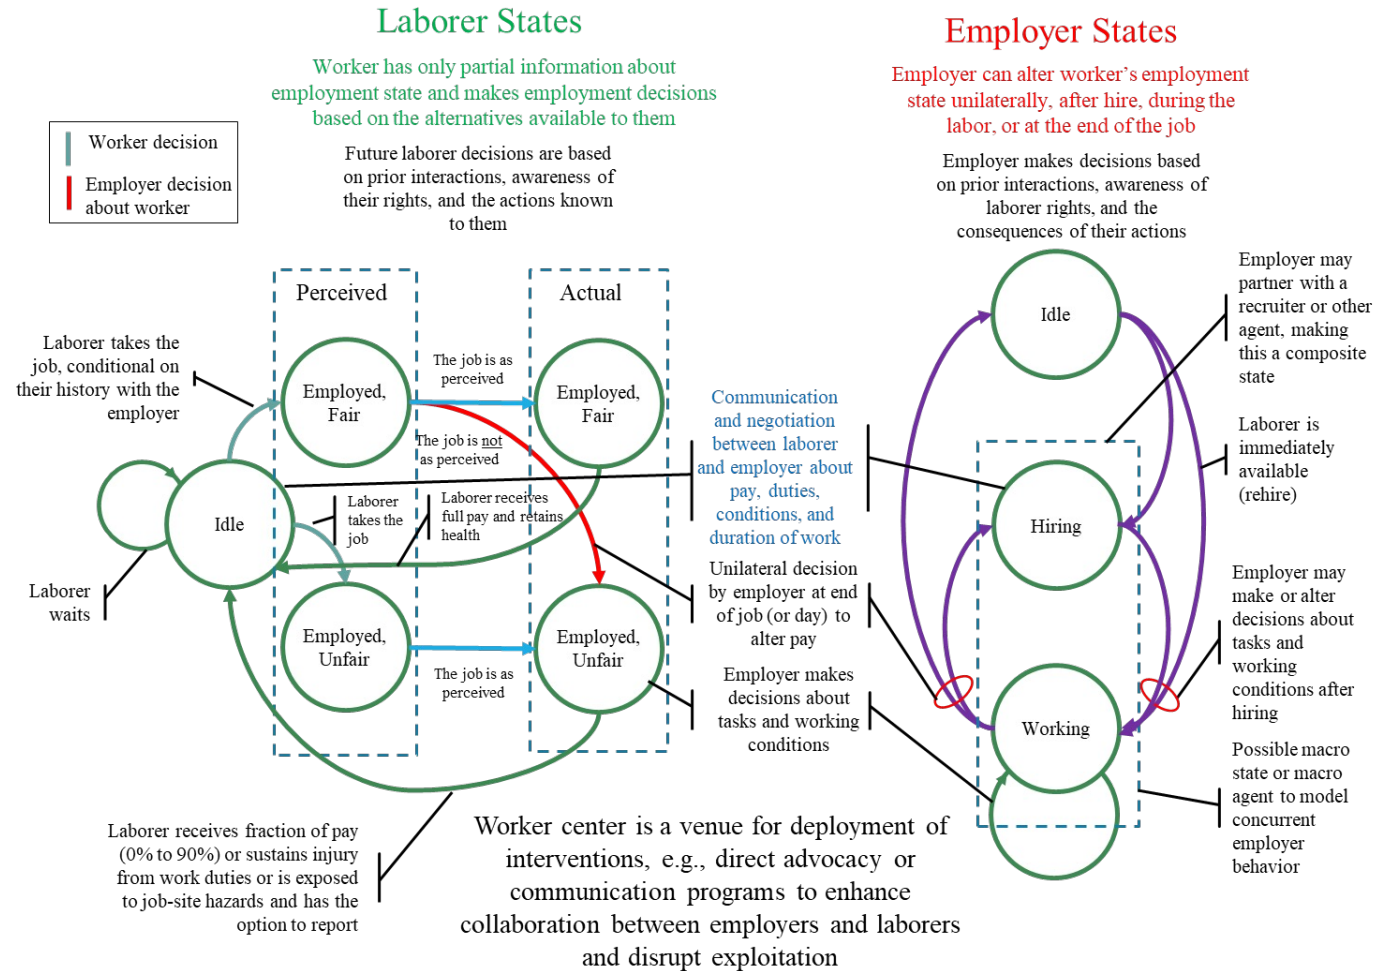 Laborer States
Worker has only partial information about
employment state and makes employment decisions
based on the alternatives available to them
Future laborer decisions are based
on prior interactions, awareness of
their rights, and the actions known
to them
Employer States
Employer can alter worker’s employment
state unilaterally, after hire, during the
labor, or at the end of the job
Employer makes decisions based
on prior interactions, awareness of
laborer rights, and the
consequences of their actions
Worker decision
Employer decision
about worker
Perceived
Actual
Laborer takes the
job, conditional on
their history with the
employer
Employed,
Fair
The job is as
perceived
Employed,
Fair
The job is not
as perceived
Idle
Laborer
takes the
job
Laborer receives
full pay and retains
health
Laborer
waits
Employed,
Unfair
The job is as
perceived
Employed,
Unfair
Laborer receives fraction of pay
(0% to 90%) or sustains injury
from work duties or is exposed
to job-site hazards and has the
option to report
Communication
and negotiation
between laborer
and employer about
pay, duties,
conditions, and
duration of work
Unilateral decision
by employer at end
of job (or day) to
alter pay
Employer makes
decisions about
tasks and working
conditions
Idle
Hiring
Working
Employer may
partner with a
recruiter or other
agent, making
this a composite
state
Laborer is
immediately
available
(rehire)
Employer may
make or alter
decisions about
tasks and
working
conditions after
hiring
Possible macro
state or macro
agent to model
concurrent
employer
behavior
Worker center is a venue for deployment of
interventions, e.g., direct advocacy or
communication programs to enhance
collaboration between employers and laborers
and disrupt exploitation